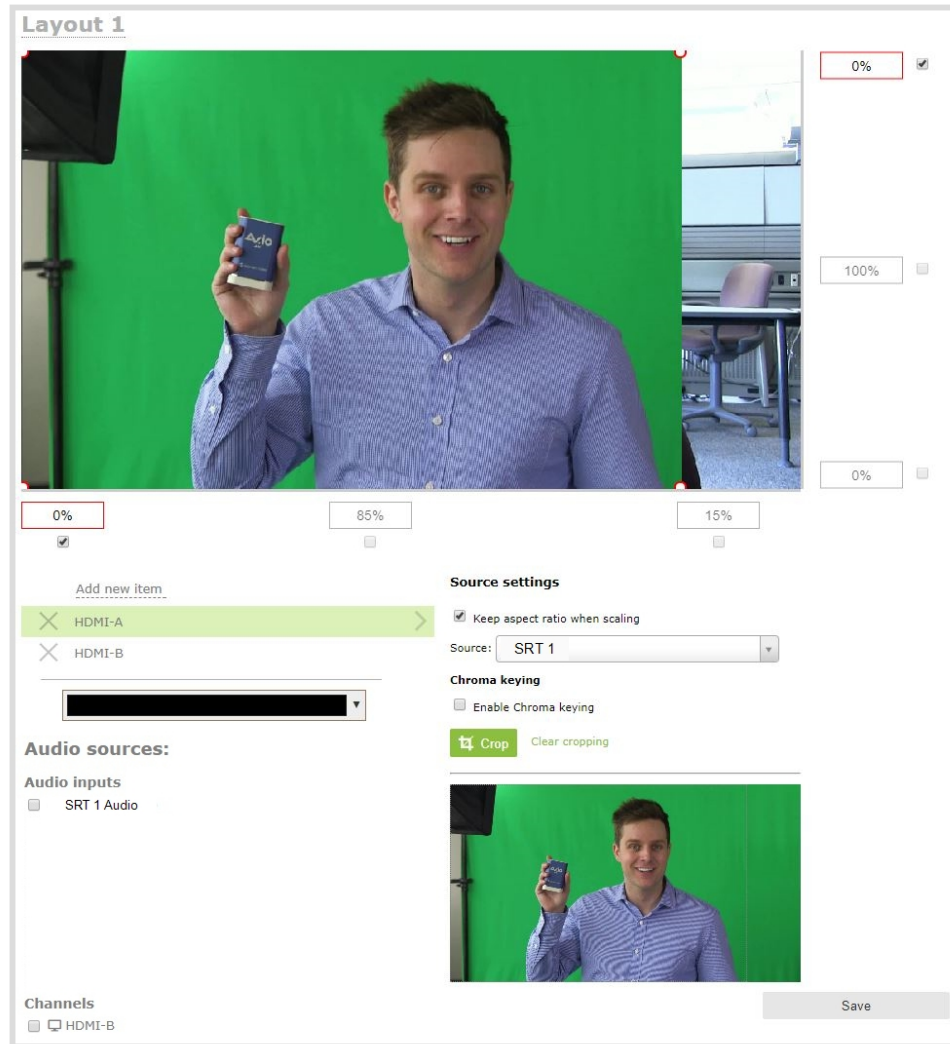 Layout 1
0%
100%
0%
0%
85%
15%
Add new item
HDMI-A
HDMI-B
Audio sources:
Audio inputs
SRT 1 Audio
Channels
HDMI-B
Source settings
Keep aspect ratio when scaling
Source: SRT 1
Chroma keying
Enable Chroma keying
Crop Clear cropping
Save